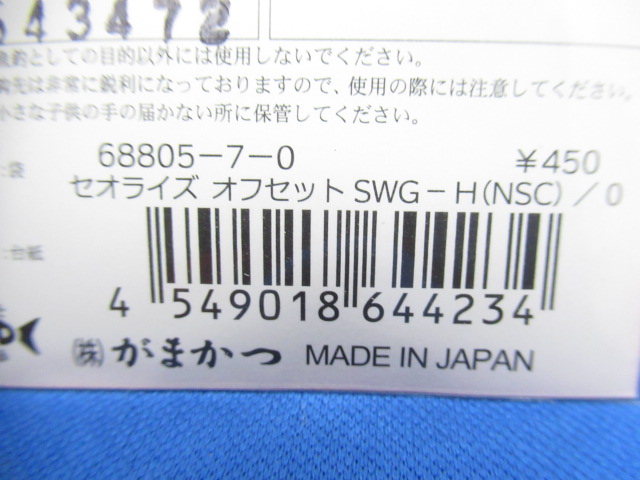 543472
魚釣としての目的以外には使用しないでください。
先は非常に鋭利になっておりますので、使用の際には注意してください。
小さな子供の手の届かない所に保管してください。
袋 68805-7-0 ¥450
セオライズ オフセット SWG-H(NSC)/0
4 549018 644234
:台紙
㈱がまかつ MADE IN JAPAN